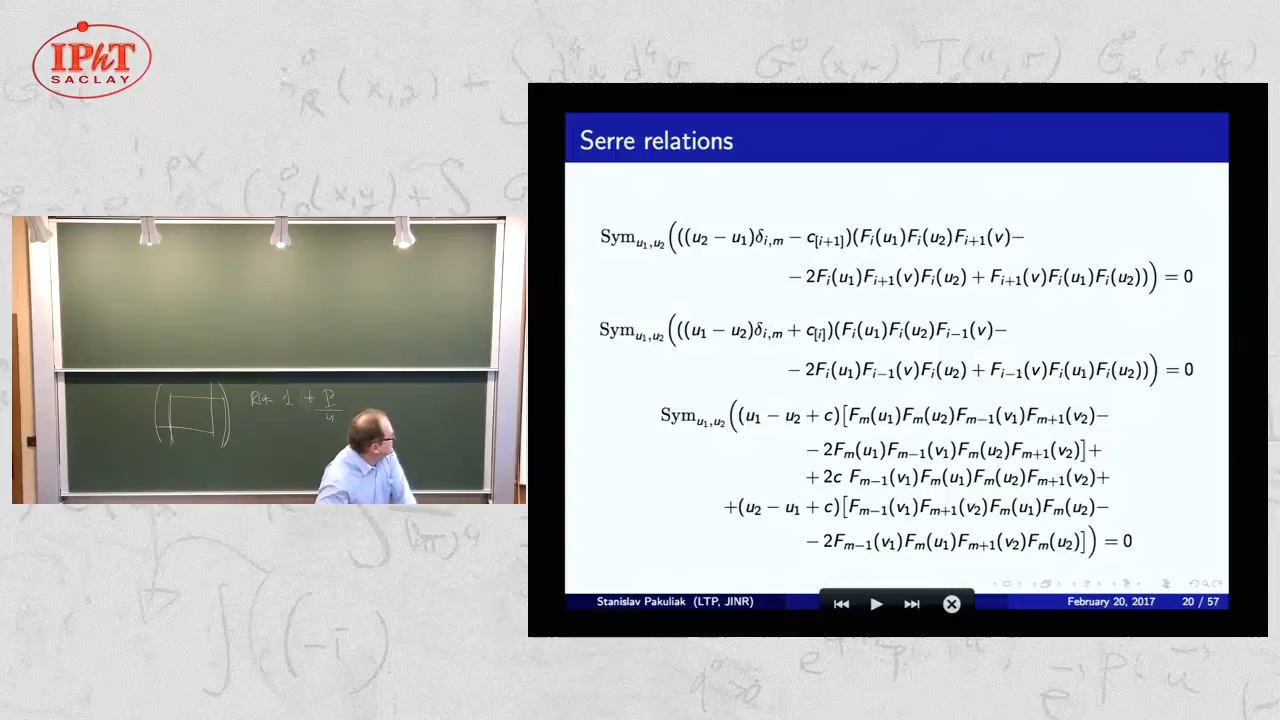 IPhT
SACLAY
Serre relations
Sym_{u_1,u_2}(((u_2 − u_1)δ_{i,m} − c_{[i+1]})(F_i(u_1)F_i(u_2)F_{i+1}(v)−
− 2F_i(u_1)F_{i+1}(v)F_i(u_2) + F_{i+1}(v)F_i(u_1)F_i(u_2))) = 0
Sym_{u_1,u_2}(((u_1 − u_2)δ_{i,m} + c_{[i]})(F_i(u_1)F_i(u_2)F_{i−1}(v)−
− 2F_i(u_1)F_{i−1}(v)F_i(u_2) + F_{i−1}(v)F_i(u_1)F_i(u_2))) = 0
Sym_{u_1,u_2}((u_1 − u_2 + c)[F_m(u_1)F_m(u_2)F_{m−1}(v_1)F_{m+1}(v_2)−
− 2F_m(u_1)F_{m−1}(v_1)F_m(u_2)F_{m+1}(v_2)]+
+ 2c F_{m−1}(v_1)F_m(u_1)F_m(u_2)F_{m+1}(v_2)+
+(u_2 − u_1 + c)[F_{m−1}(v_1)F_{m+1}(v_2)F_m(u_1)F_m(u_2)−
− 2F_{m−1}(v_1)F_m(u_1)F_{m+1}(v_2)F_m(u_2)]) = 0
Stanislav Pakuliak (LTP, JINR)
February 20, 2017
20 / 57